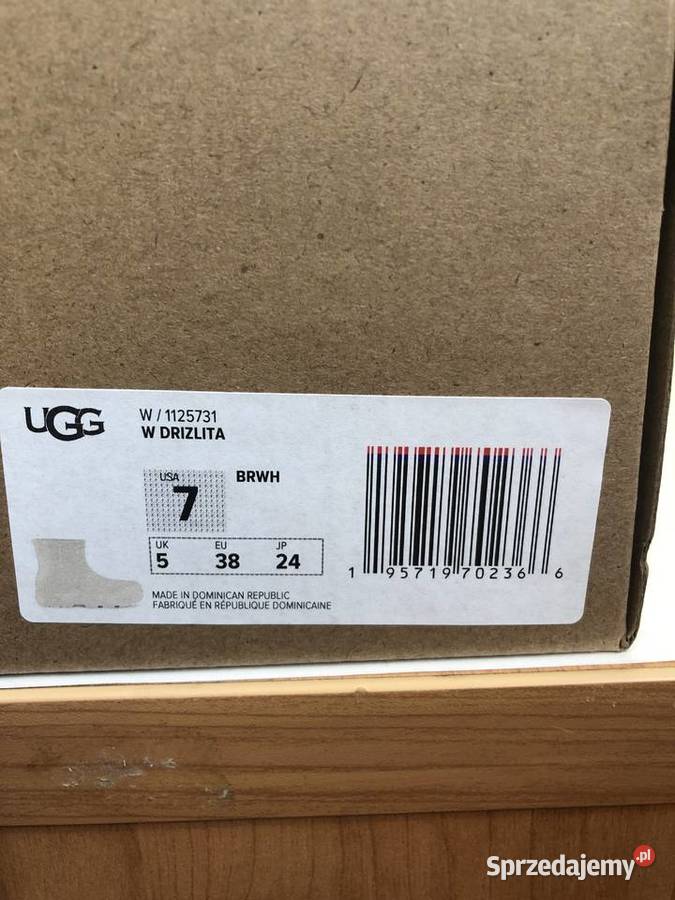 UGG
W / 1125731
W DRIZLITA
USA
7
BRWH
UK EU JP
5 38 24
MADE IN DOMINICAN REPUBLIC
FABRIQUÉ EN RÉPUBLIQUE DOMINICAINE
1 95719 70236 6
Sprzedajemy.pl